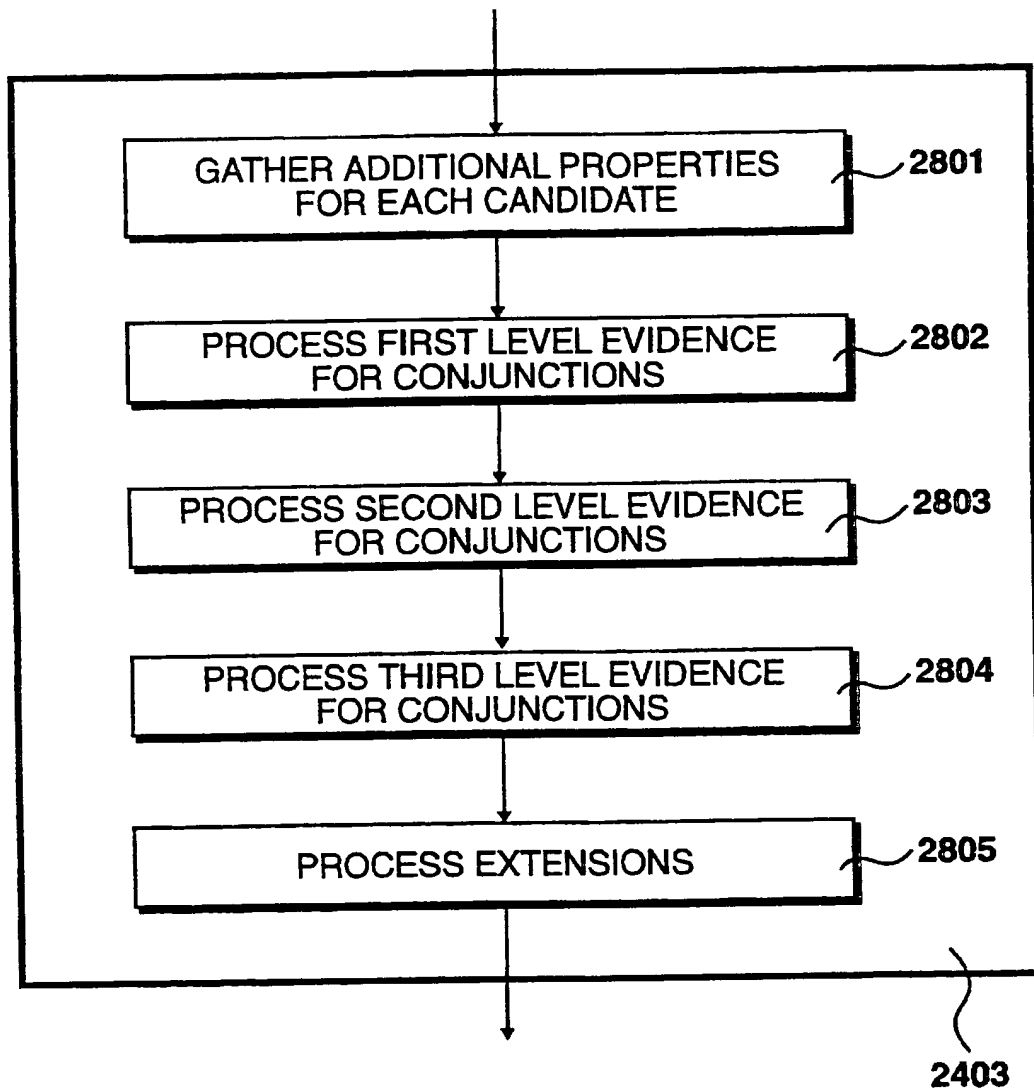 GATHER ADDITIONAL PROPERTIES
FOR EACH CANDIDATE
2801
PROCESS FIRST LEVEL EVIDENCE
FOR CONJUNCTIONS
2802
PROCESS SECOND LEVEL EVIDENCE
FOR CONJUNCTIONS
2803
PROCESS THIRD LEVEL EVIDENCE
FOR CONJUNCTIONS
2804
PROCESS EXTENSIONS
2805
2403